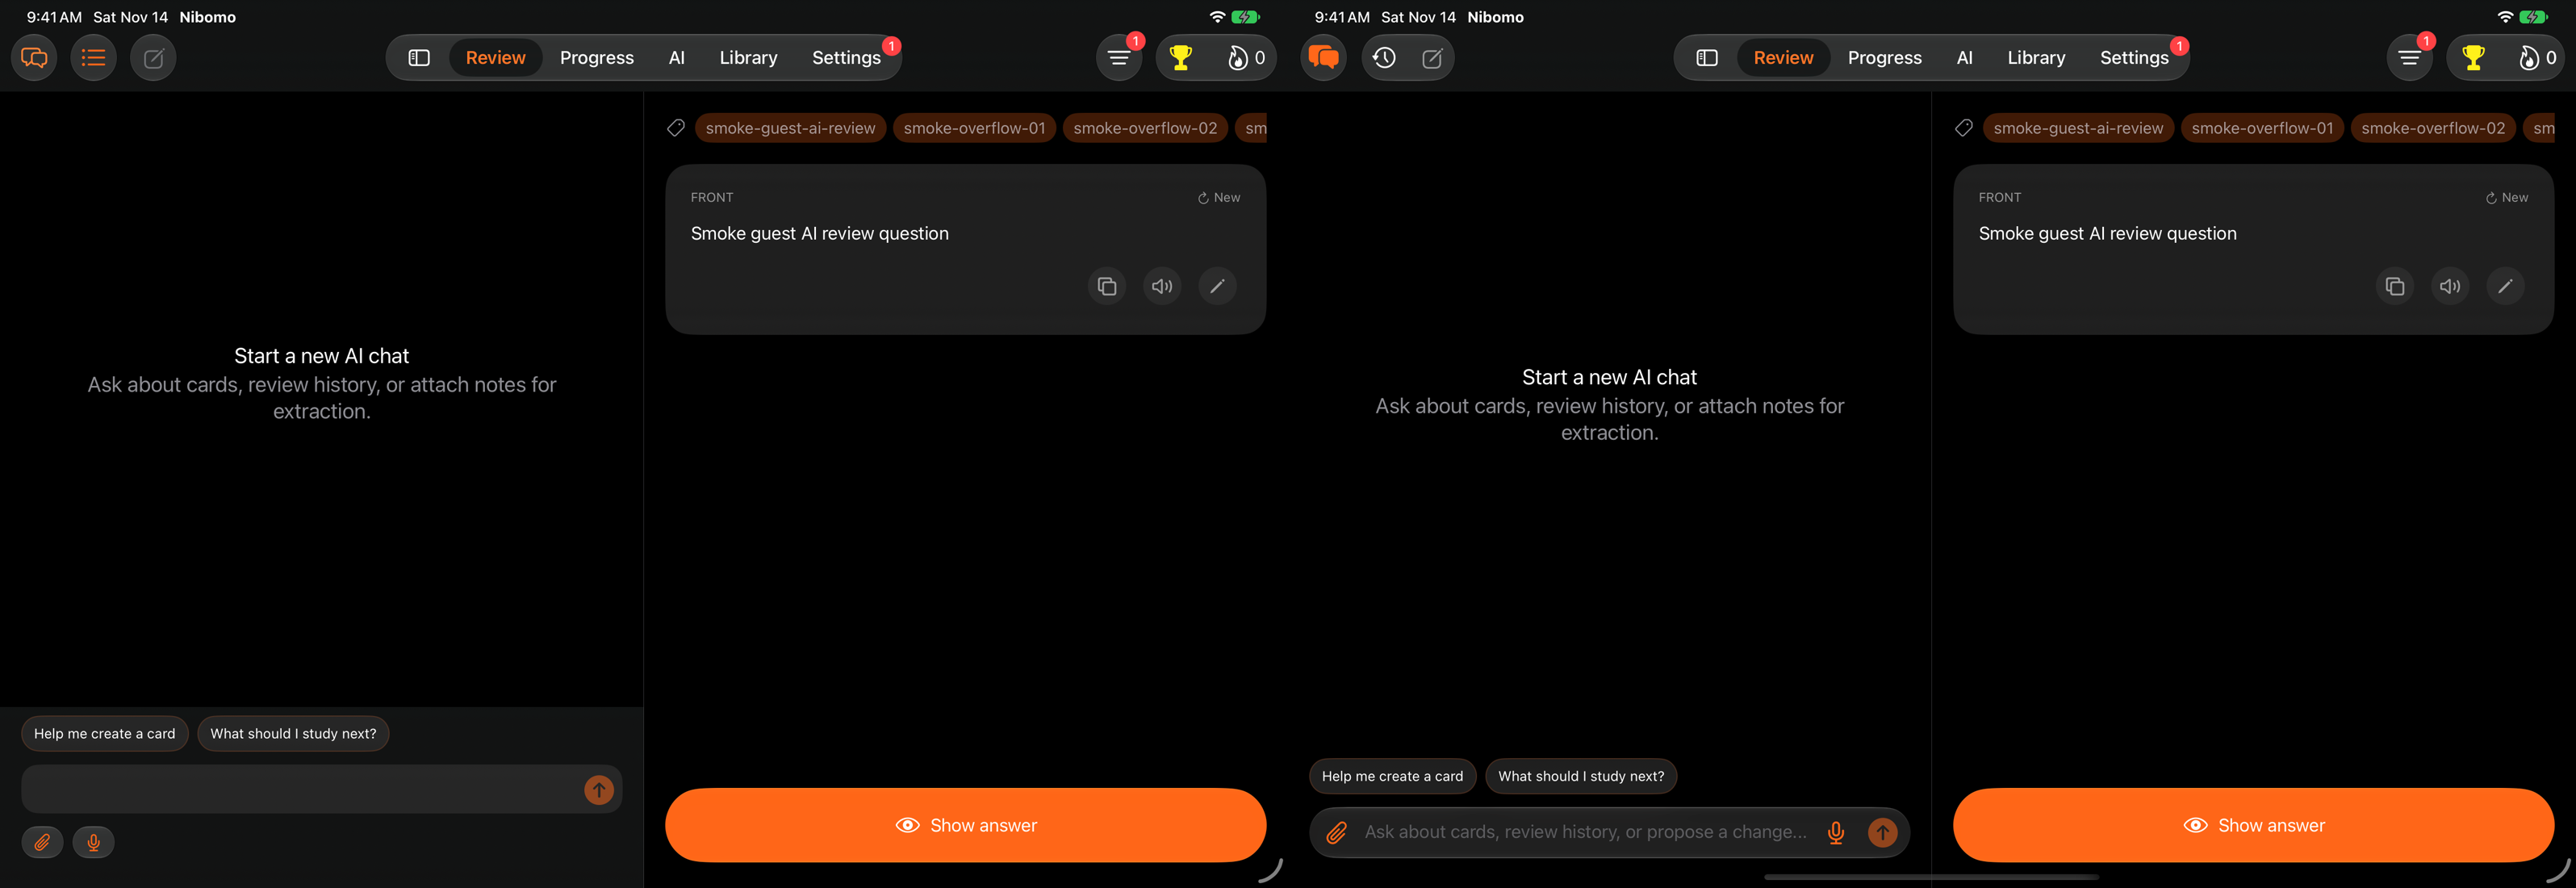 9:41 AM Sat Nov 14 Nibomo
Review Progress AI Library Settings 1
1
0
smoke-guest-ai-review smoke-overflow-01 smoke-overflow-02 sm
FRONT New
Smoke guest AI review question
Start a new AI chat
Ask about cards, review history, or attach notes for
extraction.
Help me create a card What should I study next?
Show answer
9:41 AM Sat Nov 14 Nibomo
Review Progress AI Library Settings 1
1
0
smoke-guest-ai-review smoke-overflow-01 smoke-overflow-02 sm
FRONT New
Smoke guest AI review question
Start a new AI chat
Ask about cards, review history, or attach notes for
extraction.
Help me create a card What should I study next?
Ask about cards, review history, or propose a change...
Show answer